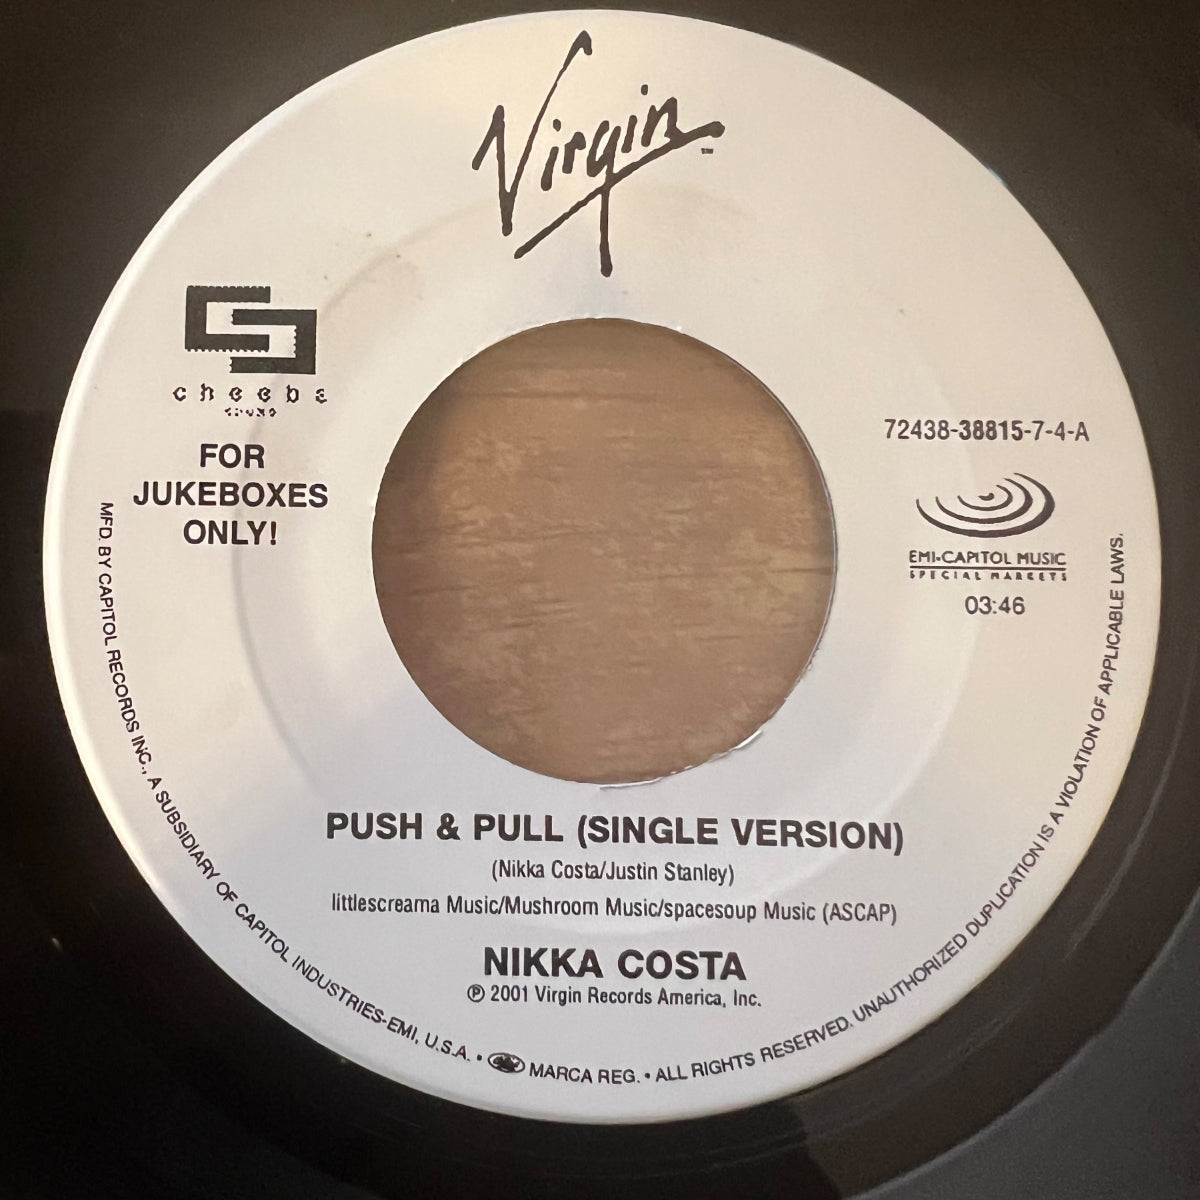 Virgin
™
cheeba
SOUND
FOR
JUKEBOXES
ONLY!
72438-38815-7-4-A
EMI-CAPITOL MUSIC
SPECIAL MARKETS
03:46
PUSH & PULL (SINGLE VERSION)
(Nikka Costa/Justin Stanley)
littlescreama Music/Mushroom Music/spacesoup Music (ASCAP)
NIKKA COSTA
℗ 2001 Virgin Records America, Inc.
MFD. BY CAPITOL RECORDS INC., A SUBSIDIARY OF CAPITOL INDUSTRIES-EMI, U.S.A. • MARCA REG. • ALL RIGHTS RESERVED. UNAUTHORIZED DUPLICATION IS A VIOLATION OF APPLICABLE LAWS.